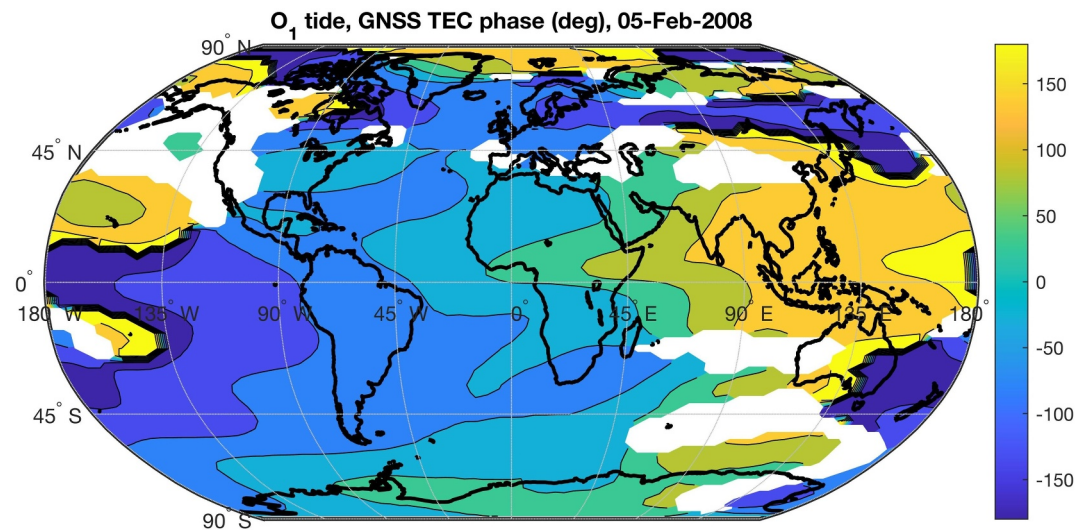 O₁ tide, GNSS TEC phase (deg), 05-Feb-2008
90° N
45° N
0°
180° W
135° W
90° W
45° W
0°
45° E
90° E
135° E
180°
45° S
90° S
150
100
50
0
-50
-100
-150